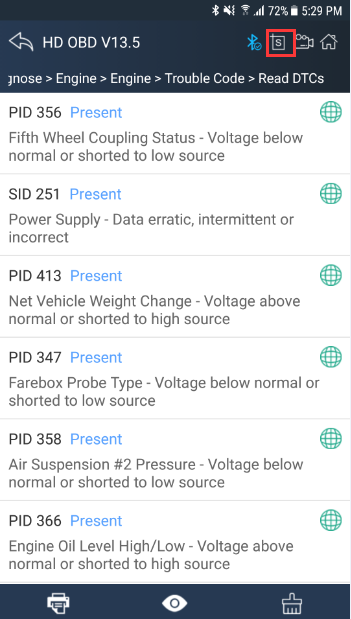 72% 5:29 PM
HD OBD V13.5
S
gnose > Engine > Engine > Trouble Code > Read DTCs
PID 356 Present
Fifth Wheel Coupling Status - Voltage below
normal or shorted to low source
SID 251 Present
Power Supply - Data erratic, intermittent or
incorrect
PID 413 Present
Net Vehicle Weight Change - Voltage above
normal or shorted to high source
PID 347 Present
Farebox Probe Type - Voltage below normal or
shorted to low source
PID 358 Present
Air Suspension #2 Pressure - Voltage below
normal or shorted to low source
PID 366 Present
Engine Oil Level High/Low - Voltage above
normal or shorted to high source